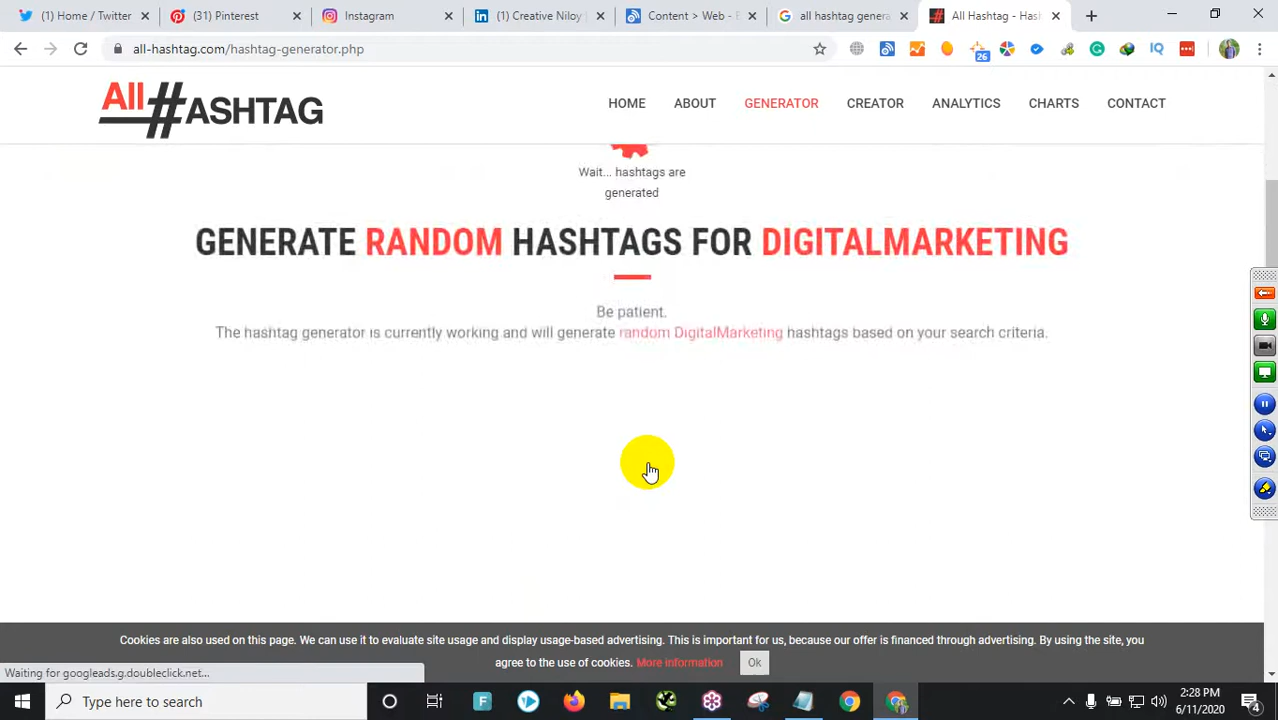 (1) Home / Twitter
(31) Pinterest
Instagram
(1) Creative Niloy
Content > Web - B
all hashtag genera
All Hashtag - Hash
all-hashtag.com/hashtag-generator.php
26
IQ
All #ASHTAG
HOME
ABOUT
GENERATOR
CREATOR
ANALYTICS
CHARTS
CONTACT
Wait... hashtags are
generated
GENERATE RANDOM HASHTAGS FOR DIGITALMARKETING
Be patient.
The hashtag generator is currently working and will generate random DigitalMarketing hashtags based on your search criteria.
Cookies are also used on this page. We can use it to evaluate site usage and display usage-based advertising. This is important for us, because our offer is financed through advertising. By using the site, you
agree to the use of cookies. More information Ok
Waiting for googleads.g.doubleclick.net...
Type here to search
2:28 PM
6/11/2020
4